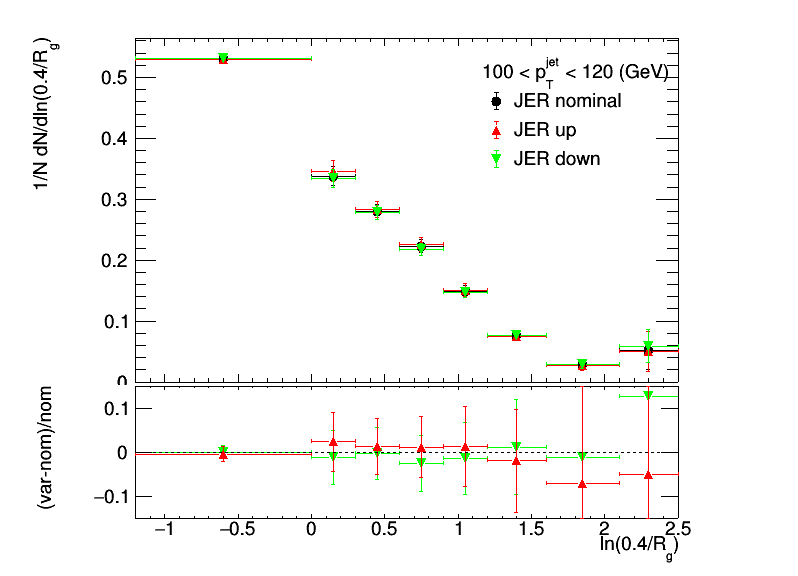 1/N dN/dln(0.4/R_g)
0.5
0.4
0.3
0.2
0.1
0
100 < p_T^jet < 120 (GeV)
JER nominal
JER up
JER down
(var-nom)/nom
0.1
0
−0.1
−1 −0.5 0 0.5 1 1.5 2 2.5
ln(0.4/R_g)